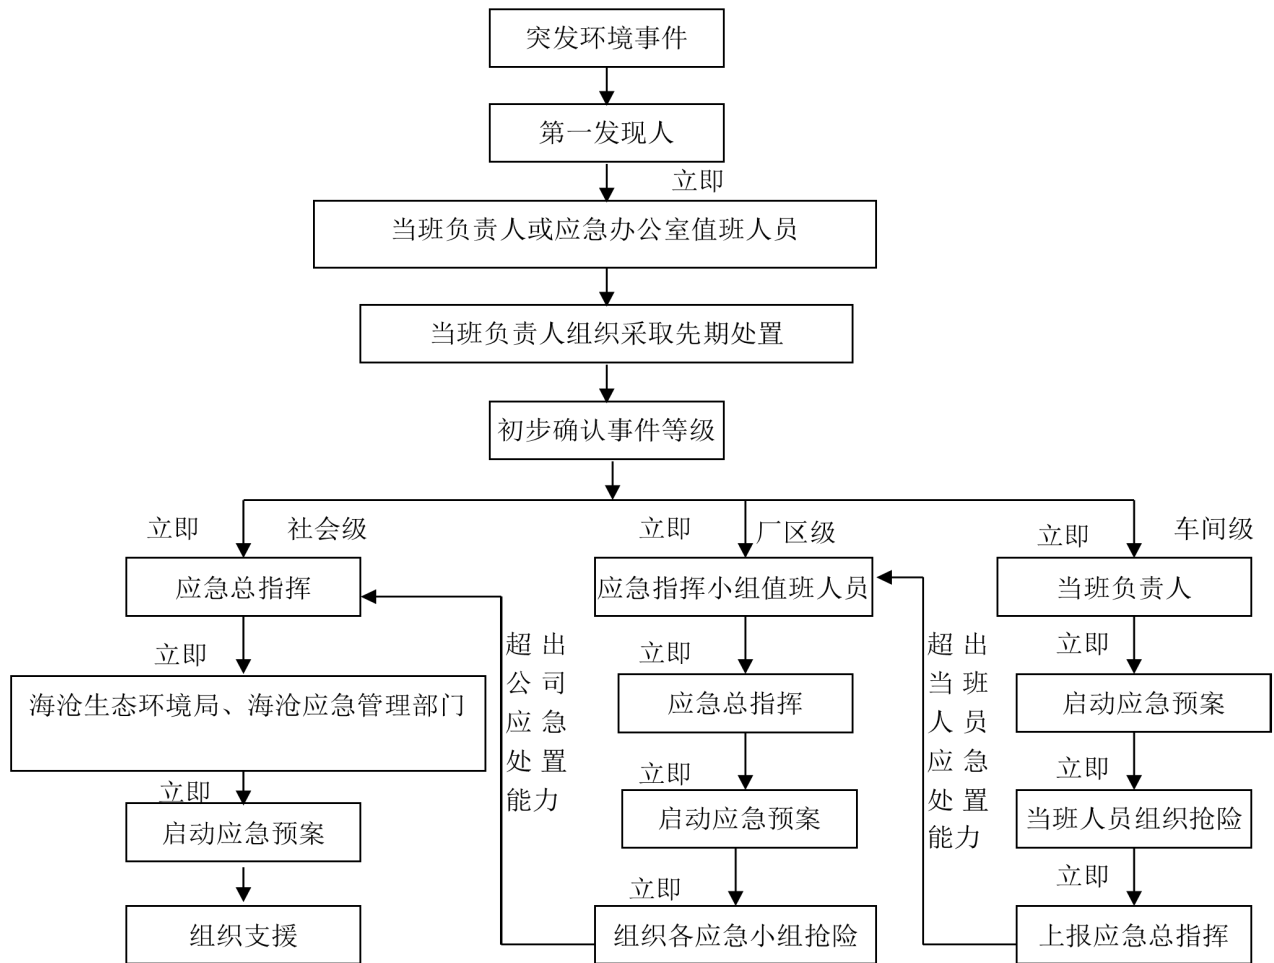 突发环境事件
第一发现人
立即
当班负责人或应急办公室值班人员
当班负责人组织采取先期处置
初步确认事件等级
立即
社会级
应急总指挥
立即
海沧生态环境局、海沧应急管理部门
立即
启动应急预案
组织支援
超出
公司
应急
处置
能力
立即
厂区级
应急指挥小组值班人员
立即
应急总指挥
立即
启动应急预案
立即
组织各应急小组抢险
超出
当班
人员
应急
处置
能力
立即
车间级
当班负责人
立即
启动应急预案
立即
当班人员组织抢险
立即
上报应急总指挥